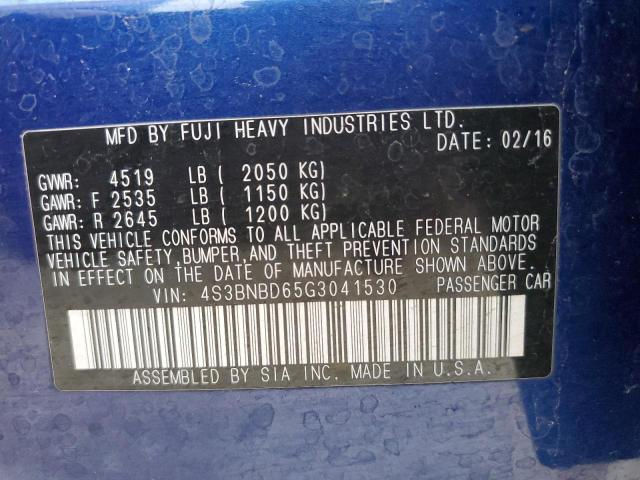 MFD BY FUJI HEAVY INDUSTRIES LTD.
DATE: 02/16
GVWR: 4519 LB ( 2050 KG)
GAWR: F 2535 LB ( 1150 KG)
GAWR: R 2645 LB ( 1200 KG)
THIS VEHICLE CONFORMS TO ALL APPLICABLE FEDERAL MOTOR
VEHICLE SAFETY,BUMPER,AND THEFT PREVENTION STANDARDS
IN EFFECT ON THE DATE OF MANUFACTURE SHOWN ABOVE.
VIN: 4S3BNBD65G3041530 PASSENGER CAR
ASSEMBLED BY SIA INC. MADE IN U.S.A.